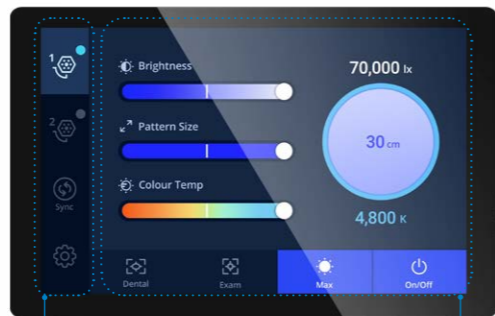 1
Brightness
70,000 lx
2
Pattern Size
30 cm
Sync
Colour Temp
4,800 K
Dental
Exam
Max
On/Off